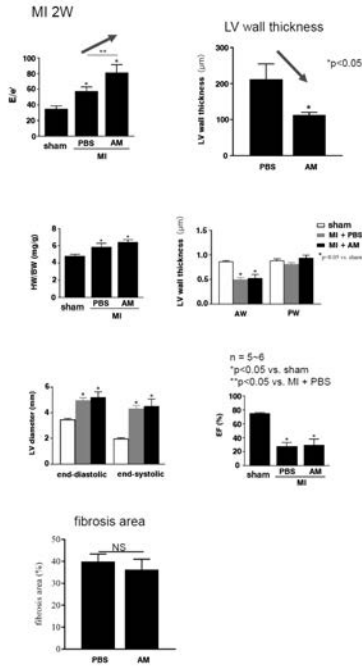 MI 2W
LV wall thickness
E/e'
100
80
60
40
20
0
**
*
*
sham
PBS
AM
MI
LV wall thickness (μm)
300
200
100
0
*p<0.05
*
PBS
AM
HW/BW (mg/g)
8
6
4
2
0
*
*
sham
PBS
AM
MI
LV wall thickness (μm)
1.5
1.0
0.5
0.0
* *
AW
PW
sham
MI + PBS
MI + AM
*p<0.05 vs. sham
LV diameter (mm)
6
4
2
0
* *
* *
end-diastolic
end-systolic
n = 5~6
*p<0.05 vs. sham
**p<0.05 vs. MI + PBS
EF (%)
100
80
60
40
20
0
*
*
sham
PBS
AM
MI
fibrosis area
fibrosis area (%)
50
40
30
20
10
0
NS
PBS
AM